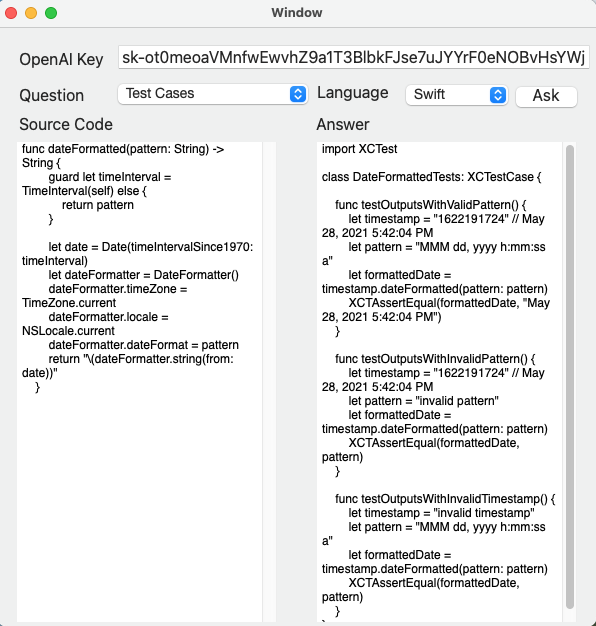 Window
OpenAI Key
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
Question
Test Cases
Language
Swift
Ask
Source Code
func dateFormatted(pattern: String) ->
String {
guard let timeInterval =
TimeInterval(self) else {
return pattern
}
let date = Date(timeIntervalSince1970:
timeInterval)
let dateFormatter = DateFormatter()
dateFormatter.timeZone =
TimeZone.current
dateFormatter.locale =
NSLocale.current
dateFormatter.dateFormat = pattern
return "\(dateFormatter.string(from:
date))"
}
Answer
import XCTest
class DateFormattedTests: XCTestCase {
func testOutputsWithValidPattern() {
let timestamp = "1622191724" // May
28, 2021 5:42:04 PM
let pattern = "MMM dd, yyyy h:mm:ss
a"
let formattedDate =
timestamp.dateFormatted(pattern: pattern)
XCTAssertEqual(formattedDate, "May
28, 2021 5:42:04 PM")
}
func testOutputsWithInvalidPattern() {
let timestamp = "1622191724" // May
28, 2021 5:42:04 PM
let pattern = "invalid pattern"
let formattedDate =
timestamp.dateFormatted(pattern: pattern)
XCTAssertEqual(formattedDate,
pattern)
}
func testOutputsWithInvalidTimestamp() {
let timestamp = "invalid timestamp"
let pattern = "MMM dd, yyyy h:mm:ss
a"
let formattedDate =
timestamp.dateFormatted(pattern: pattern)
XCTAssertEqual(formattedDate,
pattern)
}